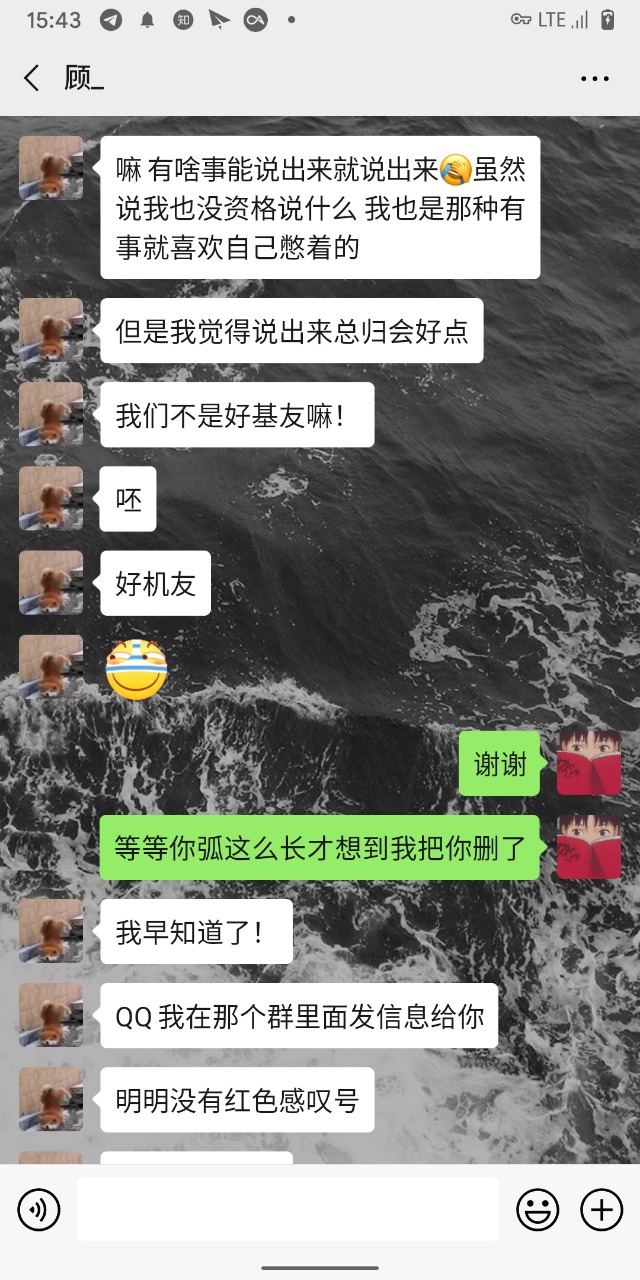 15:43
知
LTE
顾_
嘛 有啥事能说出来就说出来🤣虽然
说我也没资格说什么 我也是那种有
事就喜欢自己憋着的
但是我觉得说出来总归会好点
我们不是好基友嘛！
呸
好机友
谢谢
等等你弧这么长才想到我把你删了
我早知道了！
QQ 我在那个群里面发信息给你
明明没有红色感叹号